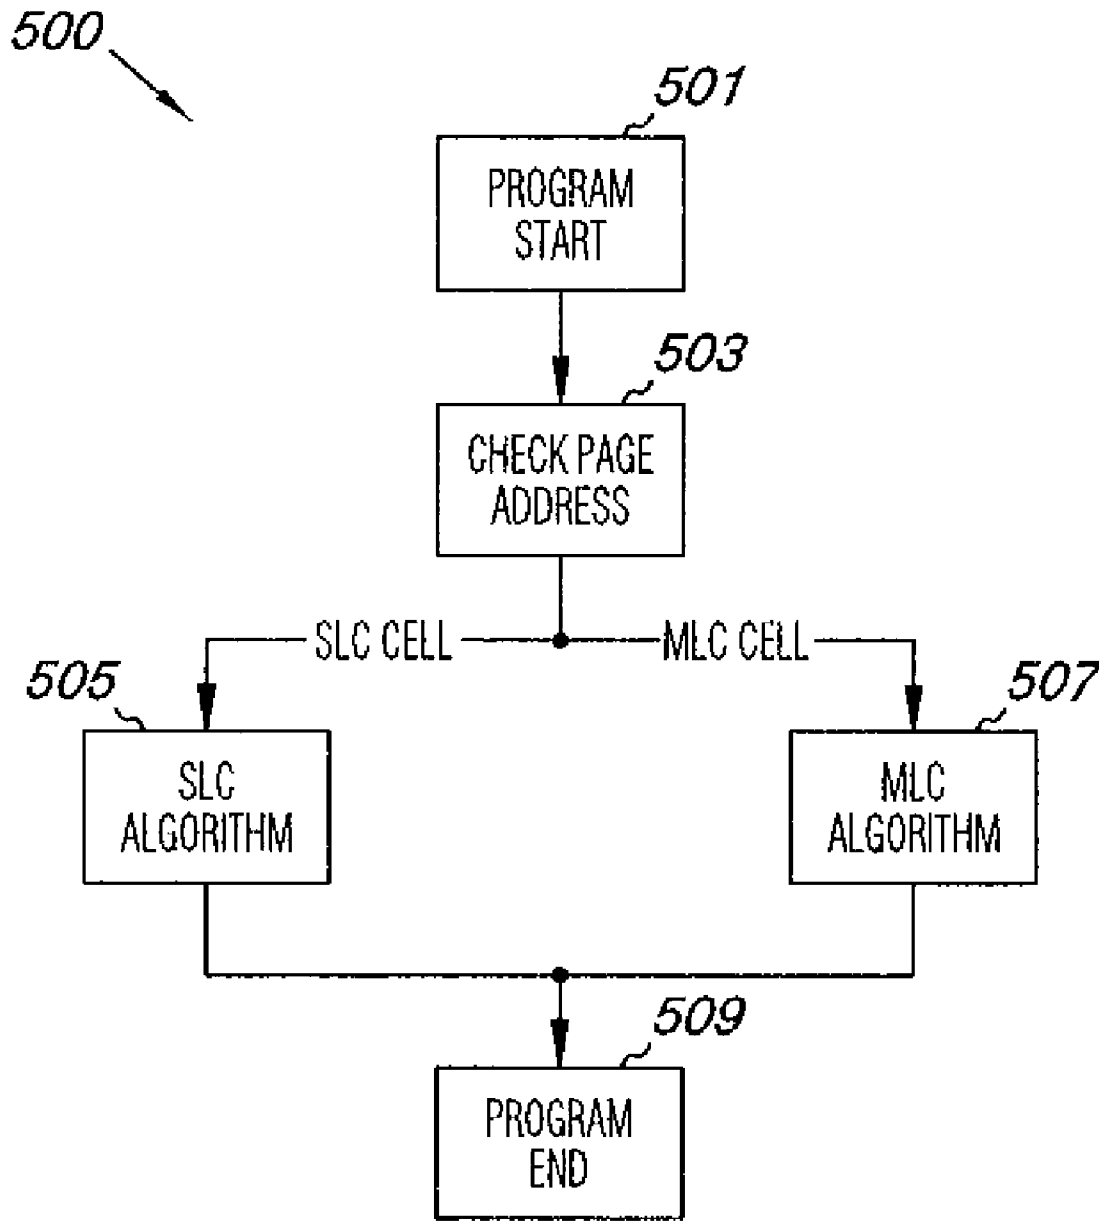 500
501
PROGRAM
START
503
CHECK PAGE
ADDRESS
SLC CELL
MLC CELL
505
507
SLC
ALGORITHM
MLC
ALGORITHM
509
PROGRAM
END